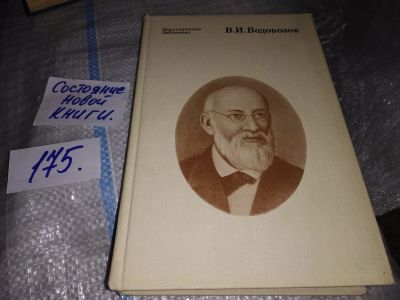 Педагогическая
библиотека
В.И.Водовозов
Состояние
новой
книги.
175.